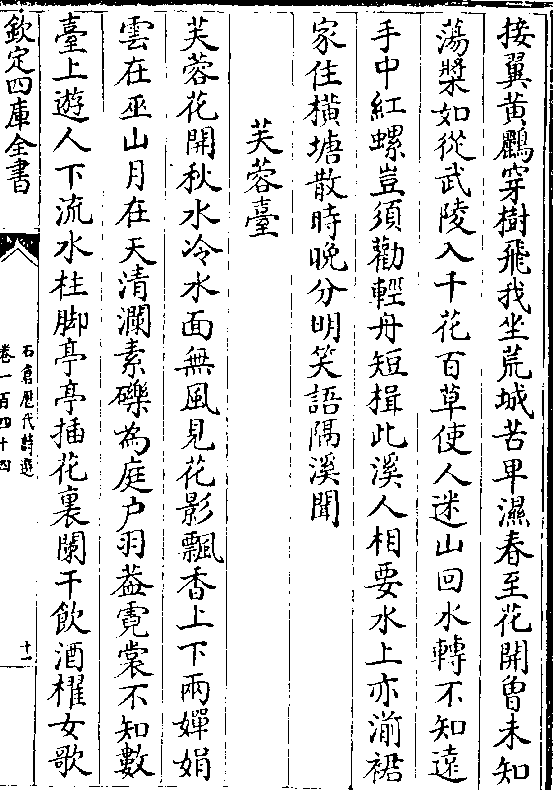 接翼黄鸝穿樹飛我坐荒城苦卑濕春至花開曽未知
蕩槳如從武陵入千花百草使人迷山回水轉不知遠
手中紅螺豈須勸輕舟短揖此溪人相要水上亦湔裙
家住横塘散時晚分明笑語隔溪聞
芙蓉臺
芙蓉花開秋水冷水面無風見花影飄香上下兩嬋娟
雲在巫山月在天清瀾素礫為庭户羽葢霓裳不知數
臺上遊人下流水柱脚亭亭插花裏闌干飲酒櫂女歌
欽定四庫全書
石倉歴代詩選
卷一百四十四
十一